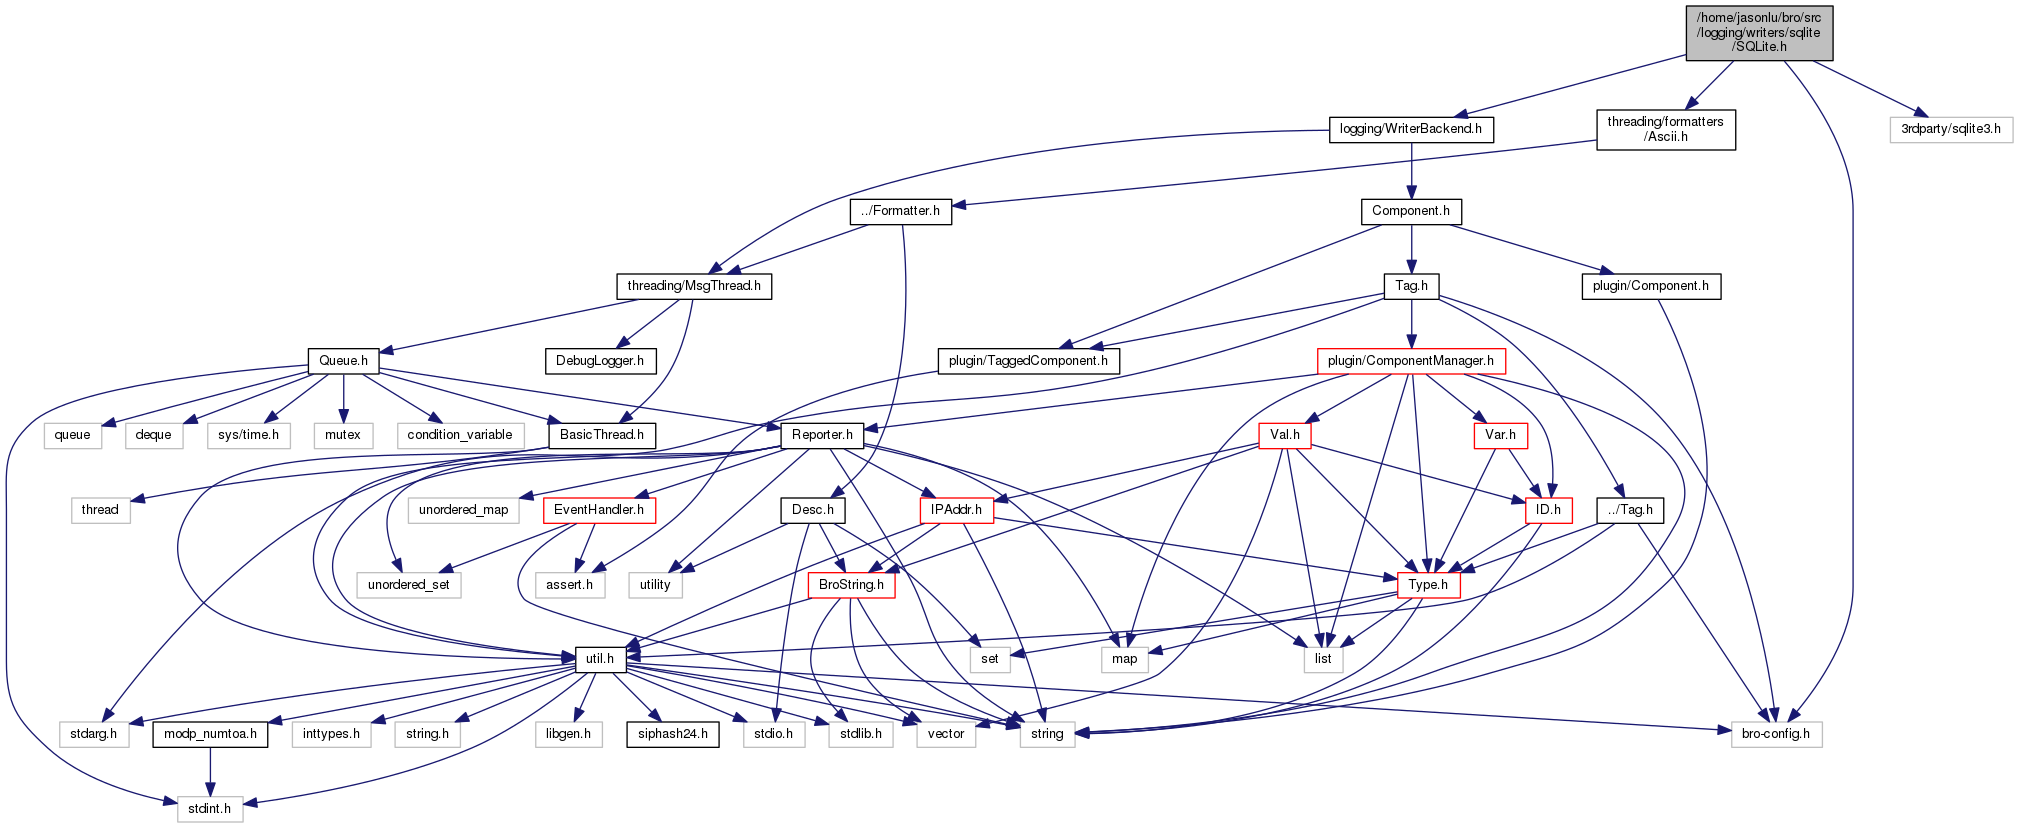 /home/jasonlu/bro/src
/logging/writers/sqlite
/SQLite.h
logging/WriterBackend.h
threading/formatters
/Ascii.h
3rdparty/sqlite3.h
../Formatter.h
Component.h
threading/MsgThread.h
Tag.h
plugin/Component.h
Queue.h
DebugLogger.h
plugin/TaggedComponent.h
plugin/ComponentManager.h
queue
deque
sys/time.h
mutex
condition_variable
BasicThread.h
Reporter.h
Val.h
Var.h
thread
unordered_map
EventHandler.h
Desc.h
IPAddr.h
ID.h
../Tag.h
unordered_set
assert.h
utility
BroString.h
Type.h
util.h
set
map
list
stdarg.h
modp_numtoa.h
inttypes.h
string.h
libgen.h
siphash24.h
stdio.h
stdlib.h
vector
string
bro-config.h
stdint.h